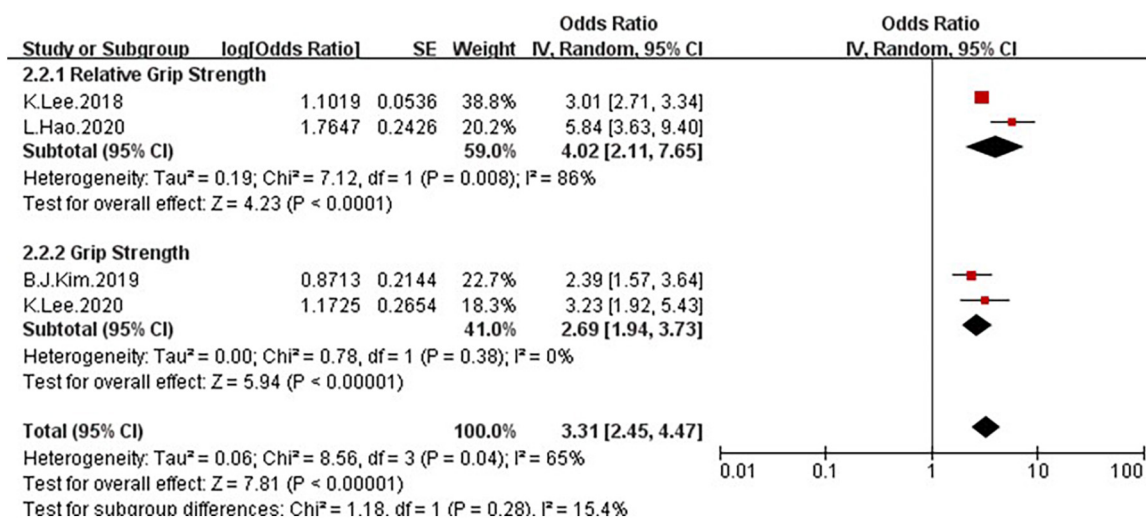 Odds Ratio Odds Ratio
Study or Subgroup log[Odds Ratio] SE Weight IV, Random, 95% CI IV, Random, 95% CI
2.2.1 Relative Grip Strength
K.Lee.2018 1.1019 0.0536 38.8% 3.01 [2.71, 3.34]
L.Hao.2020 1.7647 0.2426 20.2% 5.84 [3.63, 9.40]
Subtotal (95% CI) 59.0% 4.02 [2.11, 7.65]
Heterogeneity: Tau² = 0.19; Chi² = 7.12, df = 1 (P = 0.008); I² = 86%
Test for overall effect: Z = 4.23 (P < 0.0001)
2.2.2 Grip Strength
B.J.Kim.2019 0.8713 0.2144 22.7% 2.39 [1.57, 3.64]
K.Lee.2020 1.1725 0.2654 18.3% 3.23 [1.92, 5.43]
Subtotal (95% CI) 41.0% 2.69 [1.94, 3.73]
Heterogeneity: Tau² = 0.00; Chi² = 0.78, df = 1 (P = 0.38); I² = 0%
Test for overall effect: Z = 5.94 (P < 0.00001)
Total (95% CI) 100.0% 3.31 [2.45, 4.47]
Heterogeneity: Tau² = 0.06; Chi² = 8.56, df = 3 (P = 0.04); I² = 65%
0.01 0.1 1 10 100
Test for overall effect: Z = 7.81 (P < 0.00001)
Test for subgroup differences: Chi² = 1.18, df = 1 (P = 0.28), I² = 15.4%